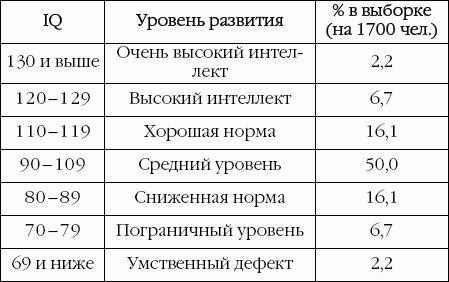 IQ Уровень развития % в выборке
(на 1700 чел.)
130 и выше Очень высокий интел-
лект 2,2
120–129 Высокий интеллект 6,7
110–119 Хорошая норма 16,1
90–109 Средний уровень 50,0
80–89 Сниженная норма 16,1
70–79 Пограничный уровень 6,7
69 и ниже Умственный дефект 2,2